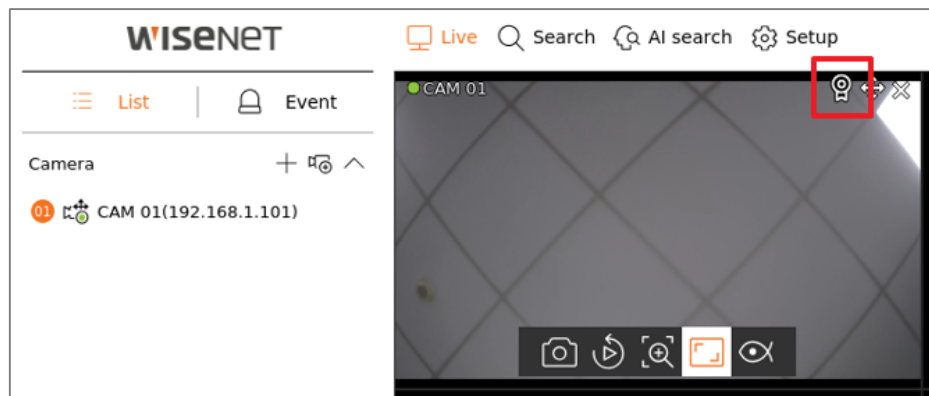 WISENET
Live Search AI search Setup
List Event
CAM 01
Camera
01 CAM 01(192.168.1.101)